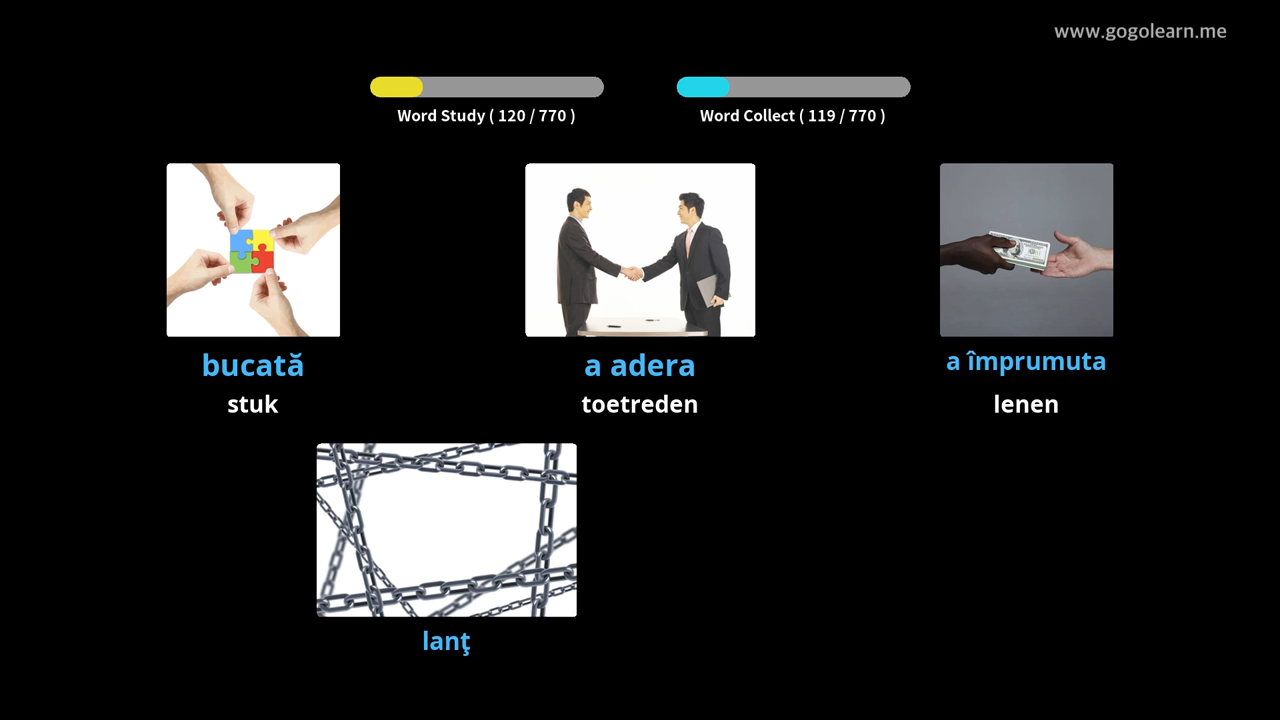 www.gogolearn.me
Word Study ( 120 / 770 )
Word Collect ( 119 / 770 )
bucată
a adera
a împrumuta
stuk
toetreden
lenen
lanţ